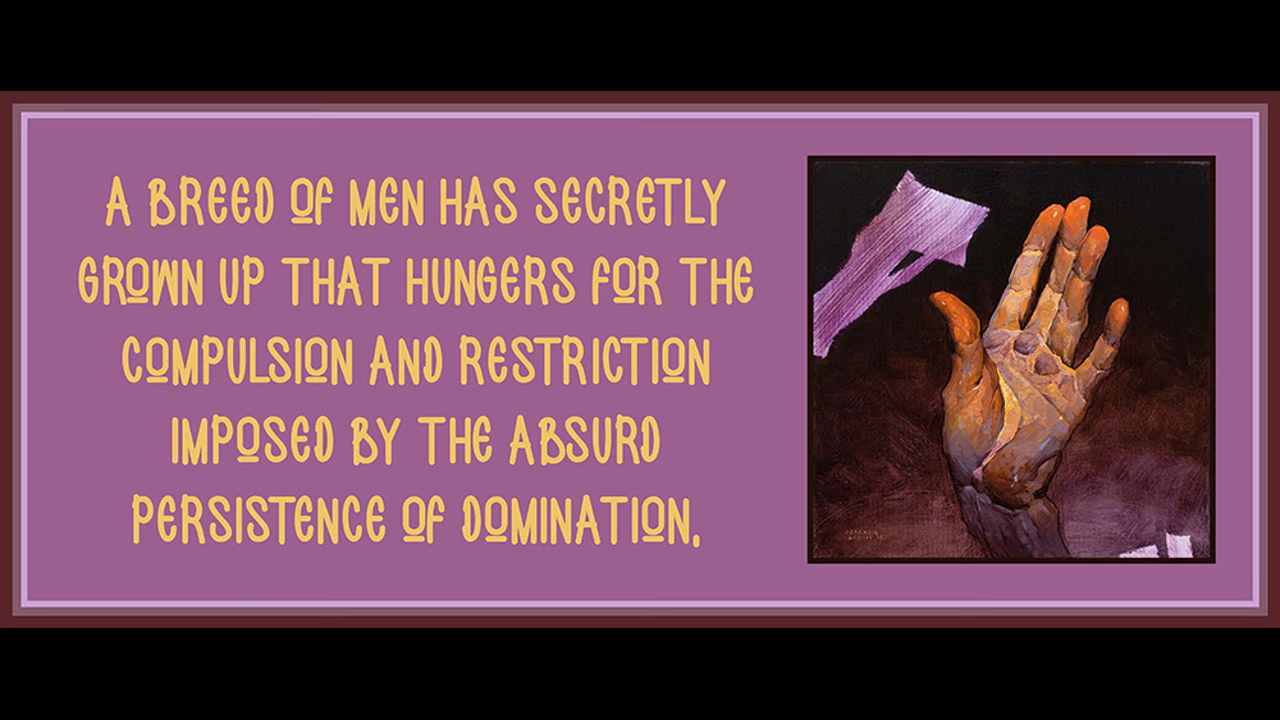 A BREED OF MEN HAS SECRETLY
GROWN UP THAT HUNGERS FOR THE
COMPULSION AND RESTRICTION
IMPOSED BY THE ABSURD
PERSISTENCE OF DOMINATION.